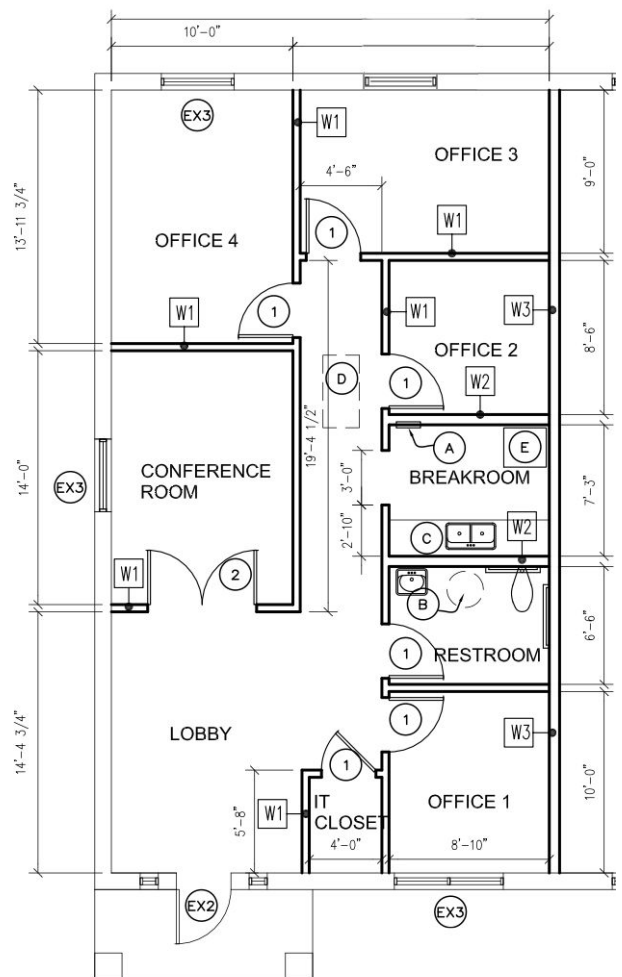 10'-0"
EX3
W1
OFFICE 3
4'-6"
9'-0"
13'-11 3/4"
OFFICE 4
1
W1
W1
1
W1
W3
OFFICE 2
8'-6"
D
1
W2
19'-4 1/2"
A
E
CONFERENCE
ROOM
BREAKROOM
EX3
14'-0"
3'-0"
7'-3"
2'-10"
C
W2
W1
2
B
6'-6"
1
RESTROOM
1
LOBBY
W3
14'-4 3/4"
1
IT
CLOSET
W1
OFFICE 1
5'-8"
10'-0"
4'-0"
8'-10"
EX2
EX3